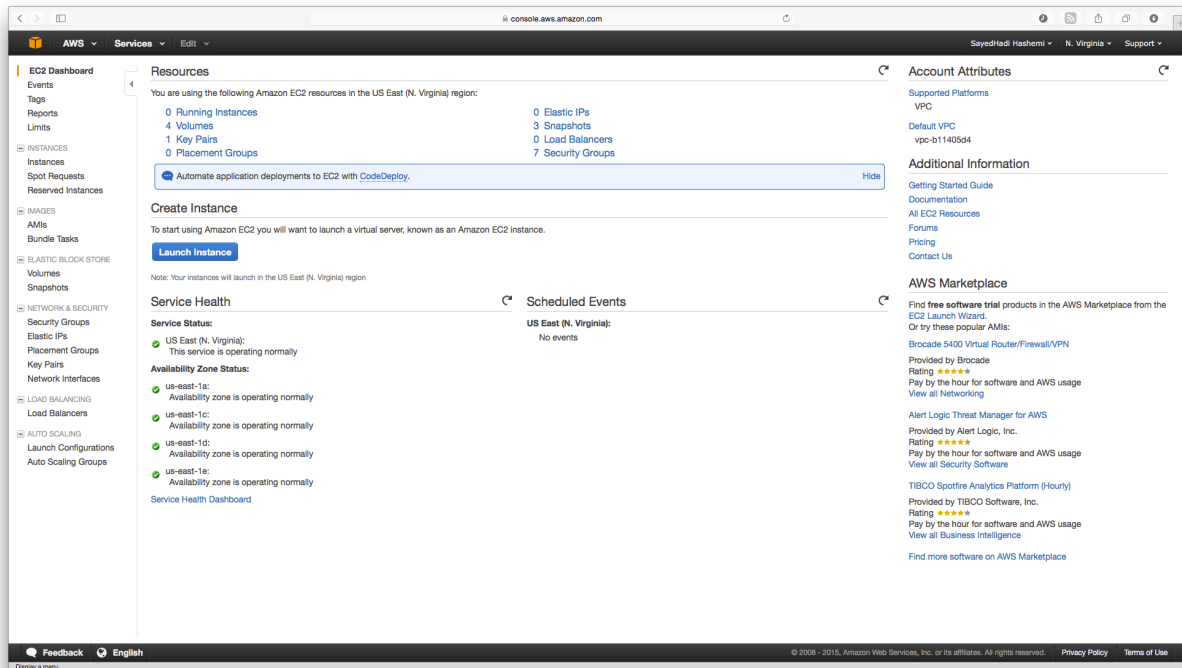 console.aws.amazon.com
AWS Services Edit SayedHadi Hashemi N. Virginia Support
EC2 Dashboard
Events
Tags
Reports
Limits
INSTANCES
Instances
Spot Requests
Reserved Instances
IMAGES
AMIs
Bundle Tasks
ELASTIC BLOCK STORE
Volumes
Snapshots
NETWORK & SECURITY
Security Groups
Elastic IPs
Placement Groups
Key Pairs
Network Interfaces
LOAD BALANCING
Load Balancers
AUTO SCALING
Launch Configurations
Auto Scaling Groups
Resources
You are using the following Amazon EC2 resources in the US East (N. Virginia) region:
0 Running Instances 0 Elastic IPs
4 Volumes 3 Snapshots
1 Key Pairs 0 Load Balancers
0 Placement Groups 7 Security Groups
Automate application deployments to EC2 with CodeDeploy. Hide
Create Instance
To start using Amazon EC2 you will want to launch a virtual server, known as an Amazon EC2 instance.
Launch Instance
Note: Your instances will launch in the US East (N. Virginia) region
Service Health
Service Status:
US East (N. Virginia):
This service is operating normally
Availability Zone Status:
us-east-1a:
Availability zone is operating normally
us-east-1c:
Availability zone is operating normally
us-east-1d:
Availability zone is operating normally
us-east-1e:
Availability zone is operating normally
Service Health Dashboard
Scheduled Events
US East (N. Virginia):
No events
Account Attributes
Supported Platforms
VPC
Default VPC
vpc-b11405d4
Additional Information
Getting Started Guide
Documentation
All EC2 Resources
Forums
Pricing
Contact Us
AWS Marketplace
Find free software trial products in the AWS Marketplace from the
EC2 Launch Wizard.
Or try these popular AMIs:
Brocade 5400 Virtual Router/Firewall/VPN
Provided by Brocade
Rating
Pay by the hour for software and AWS usage
View all Networking
Alert Logic Threat Manager for AWS
Provided by Alert Logic, Inc.
Rating
Pay by the hour for software and AWS usage
View all Security Software
TIBCO Spotfire Analytics Platform (Hourly)
Provided by TIBCO Software, Inc.
Rating
Pay by the hour for software and AWS usage
View all Business Intelligence
Find more software on AWS Marketplace
Feedback English © 2008 - 2015, Amazon Web Services, Inc. or its affiliates. All rights reserved. Privacy Policy Terms of Use
Display a menu